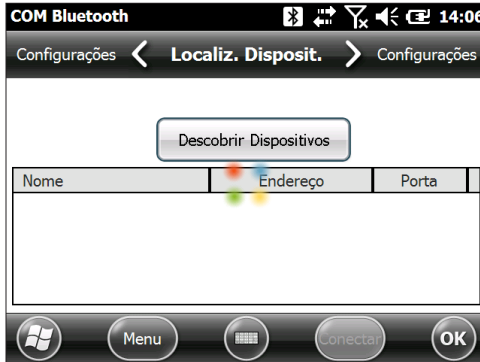 COM Bluetooth 14:06
Configurações Localiz. Disposit. Configurações
Descobrir Dispositivos
Nome Endereço Porta
Menu Conectar OK